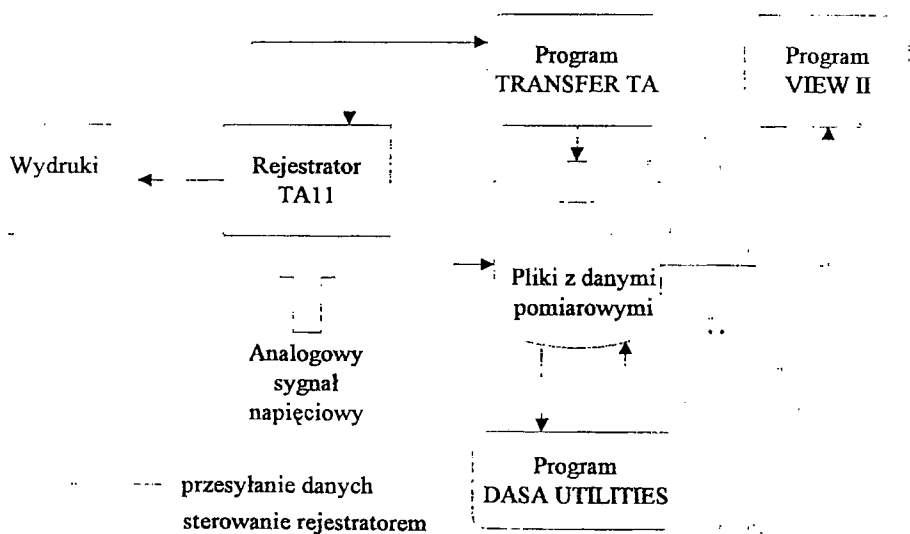 Program
TRANSFER TA
Program
VIEW II
Wydruki
Rejestrator
TA11
Pliki z danymi
pomiarowymi
Analogowy
sygnał
napięciowy
Program
DASA UTILITIES
przesyłanie danych
sterowanie rejestratorem